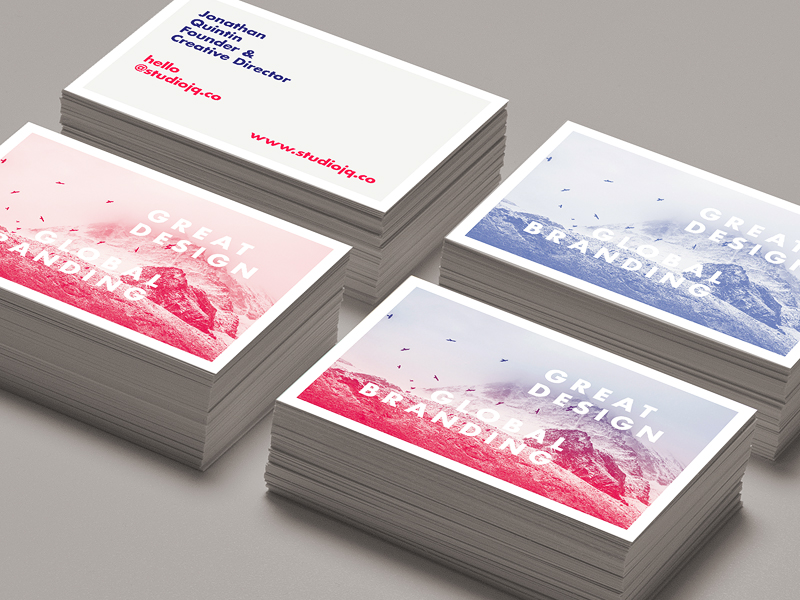 Jonathan
Quintin
Founder &
Creative Director
hello
@studiojq.co
www.studiojq.co
GREAT
DESIGN
GLOBAL
BRANDING
GREAT
DESIGN
GLOBAL
BRANDING
GREAT
DESIGN
GLOBAL
BRANDING